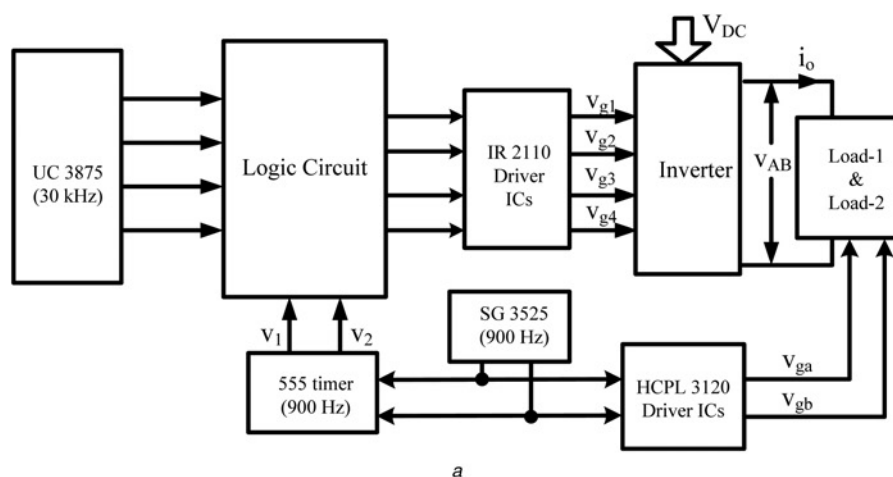 V_DC
UC 3875
(30 kHz)
Logic Circuit
IR 2110
Driver
ICs
v_g1
v_g2
v_g3
v_g4
Inverter
i_o
v_AB
Load-1
&
Load-2
v_1
v_2
SG 3525
(900 Hz)
555 timer
(900 Hz)
HCPL 3120
Driver ICs
v_ga
v_gb
a